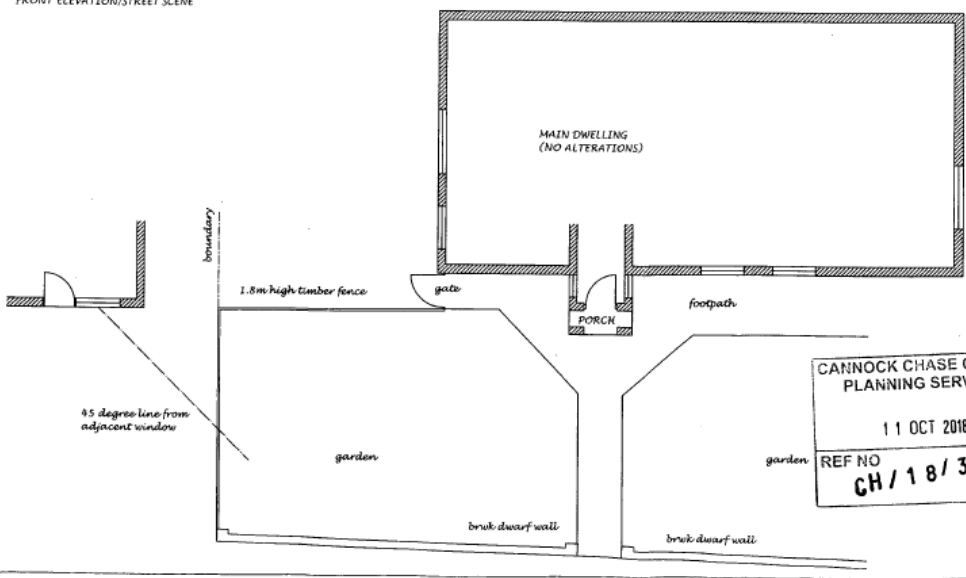 FRONT ELEVATION/STREET SCENE
MAIN DWELLING
(NO ALTERATIONS)
boundary
1.8m high timber fence
gate
PORCH
footpath
45 degree line from
adjacent window
garden
garden
brwk dwarf wall
brwk dwarf wall
CANNOCK CHASE
PLANNING SERV
11 OCT 2018
REF NO
CH/18/3